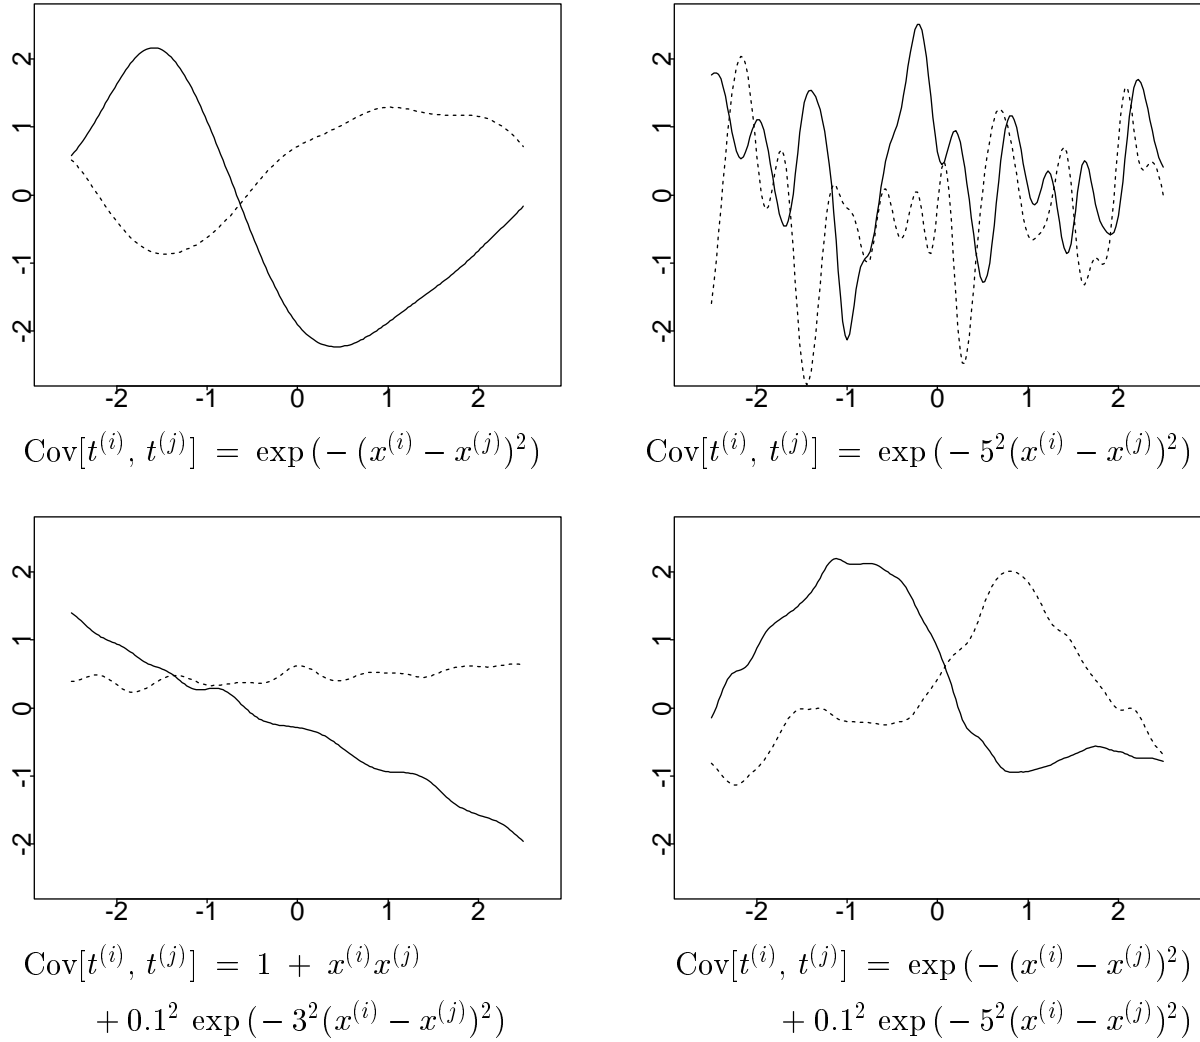 2
1
0
-1
-2
-2 -1 0 1 2
Cov[t^{(i)}, t^{(j)}] = exp(−(x^{(i)} − x^{(j)})^2)
2
1
0
-1
-2
-2 -1 0 1 2
Cov[t^{(i)}, t^{(j)}] = exp(−5^2(x^{(i)} − x^{(j)})^2)
2
1
0
-1
-2
-2 -1 0 1 2
Cov[t^{(i)}, t^{(j)}] = 1 + x^{(i)}x^{(j)}
+ 0.1^2 exp(−3^2(x^{(i)} − x^{(j)})^2)
2
1
0
-1
-2
-2 -1 0 1 2
Cov[t^{(i)}, t^{(j)}] = exp(−(x^{(i)} − x^{(j)})^2)
+ 0.1^2 exp(−5^2(x^{(i)} − x^{(j)})^2)